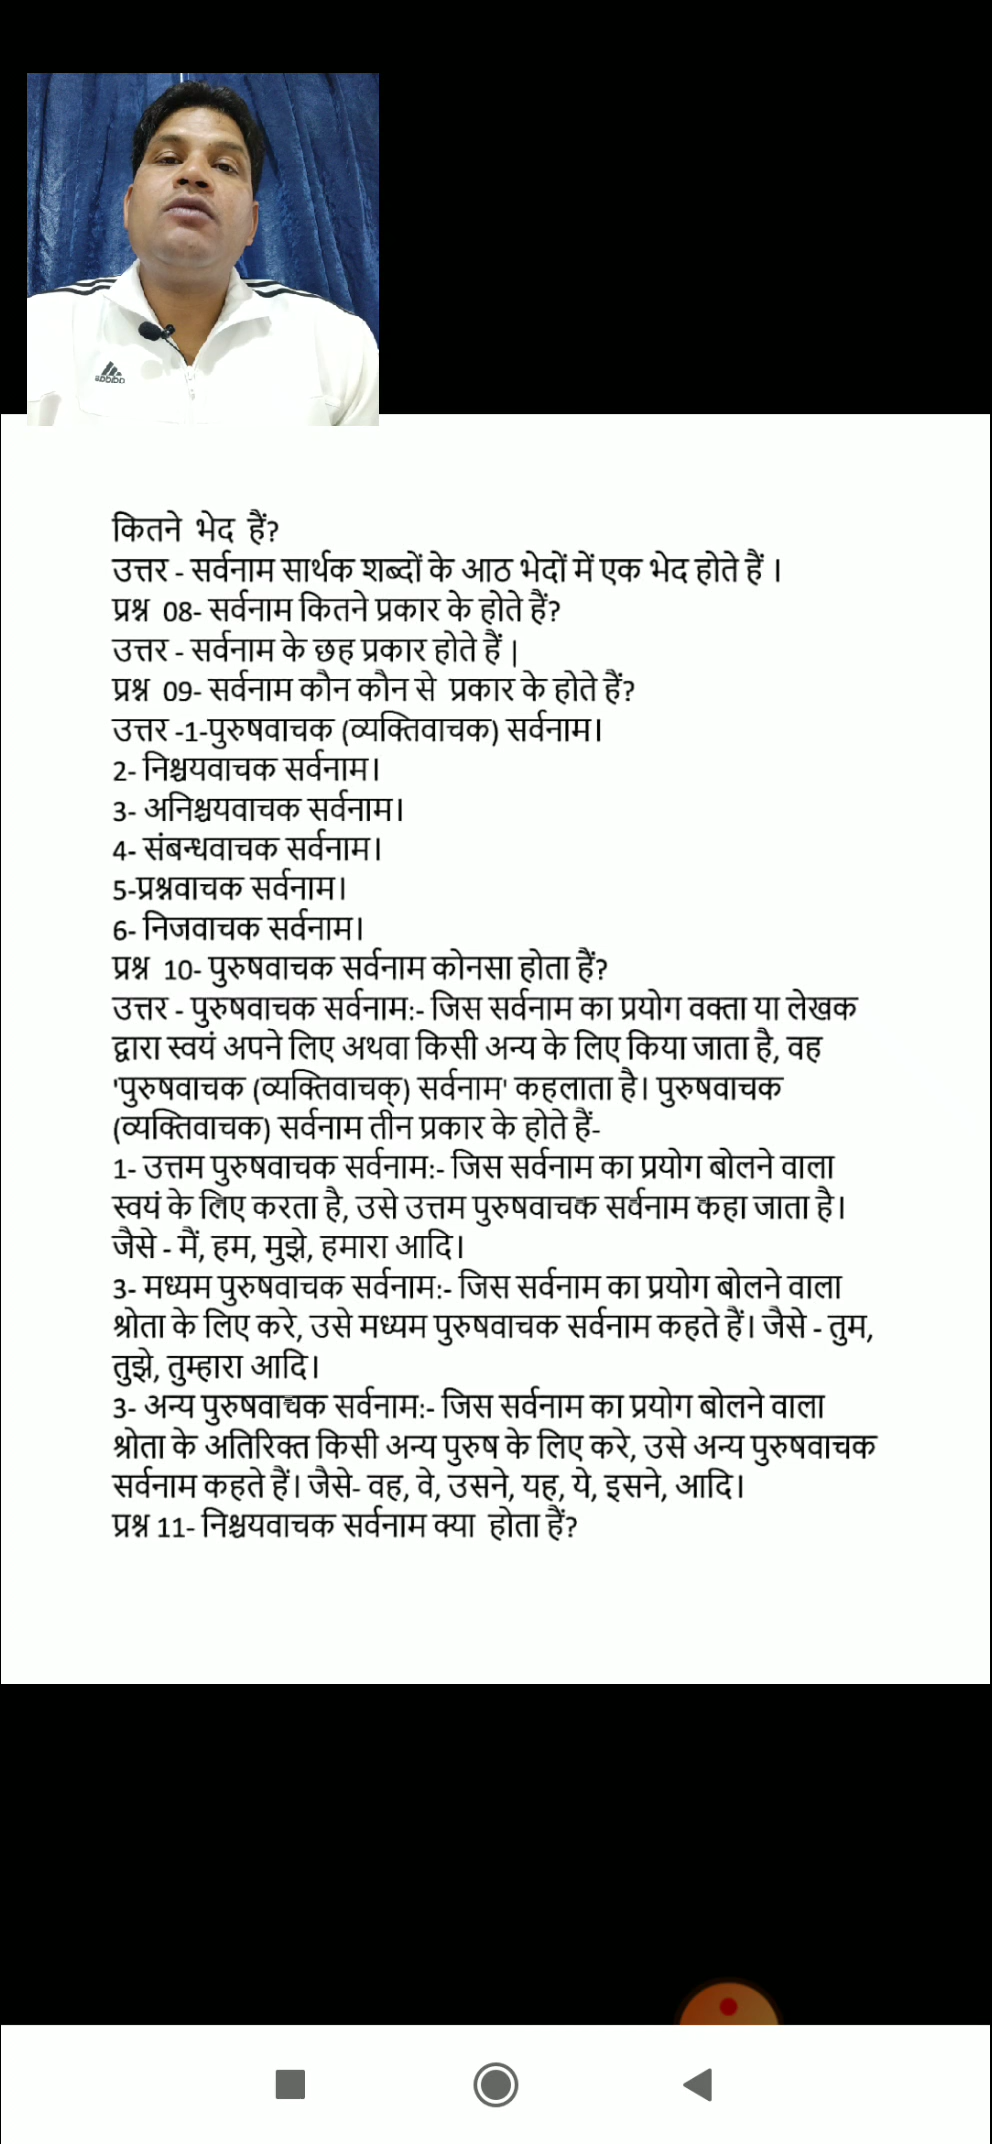 कितने भेद हैं?
उत्तर - सर्वनाम सार्थक शब्दों के आठ भेदों में एक भेद होते हैं ।
प्रश्न 08- सर्वनाम कितने प्रकार के होते हैं?
उत्तर - सर्वनाम के छह प्रकार होते हैं |
प्रश्न 09- सर्वनाम कौन कौन से प्रकार के होते हैं?
उत्तर -1-पुरुषवाचक (व्यक्तिवाचक) सर्वनाम।
2- निश्चयवाचक सर्वनाम।
3- अनिश्चयवाचक सर्वनाम।
4- संबन्धवाचक सर्वनाम।
5-प्रश्नवाचक सर्वनाम।
6- निजवाचक सर्वनाम।
प्रश्न 10- पुरुषवाचक सर्वनाम कोनसा होता हैं?
उत्तर - पुरुषवाचक सर्वनाम:- जिस सर्वनाम का प्रयोग वक्ता या लेखक
द्वारा स्वयं अपने लिए अथवा किसी अन्य के लिए किया जाता है, वह
'पुरुषवाचक (व्यक्तिवाचक्) सर्वनाम' कहलाता है। पुरुषवाचक
(व्यक्तिवाचक) सर्वनाम तीन प्रकार के होते हैं-
1- उत्तम पुरुषवाचक सर्वनाम:- जिस सर्वनाम का प्रयोग बोलने वाला
स्वयं के लिए करता है, उसे उत्तम पुरुषवाचक सर्वनाम कहा जाता है।
जैसे - मैं, हम, मुझे, हमारा आदि।
3- मध्यम पुरुषवाचक सर्वनाम:- जिस सर्वनाम का प्रयोग बोलने वाला
श्रोता के लिए करे, उसे मध्यम पुरुषवाचक सर्वनाम कहते हैं। जैसे - तुम,
तुझे, तुम्हारा आदि।
3- अन्य पुरुषवाचक सर्वनाम:- जिस सर्वनाम का प्रयोग बोलने वाला
श्रोता के अतिरिक्त किसी अन्य पुरुष के लिए करे, उसे अन्य पुरुषवाचक
सर्वनाम कहते हैं। जैसे- वह, वे, उसने, यह, ये, इसने, आदि।
प्रश्न 11- निश्चयवाचक सर्वनाम क्या होता हैं?